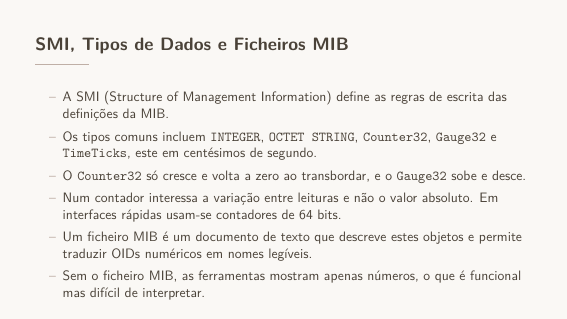 SMI, Tipos de Dados e Ficheiros MIB
– A SMI (Structure of Management Information) define as regras de escrita das
definições da MIB.
– Os tipos comuns incluem INTEGER, OCTET STRING, Counter32, Gauge32 e
TimeTicks, este em centésimos de segundo.
– O Counter32 só cresce e volta a zero ao transbordar, e o Gauge32 sobe e desce.
– Num contador interessa a variação entre leituras e não o valor absoluto. Em
interfaces rápidas usam-se contadores de 64 bits.
– Um ficheiro MIB é um documento de texto que descreve estes objetos e permite
traduzir OIDs numéricos em nomes legíveis.
– Sem o ficheiro MIB, as ferramentas mostram apenas números, o que é funcional
mas difícil de interpretar.